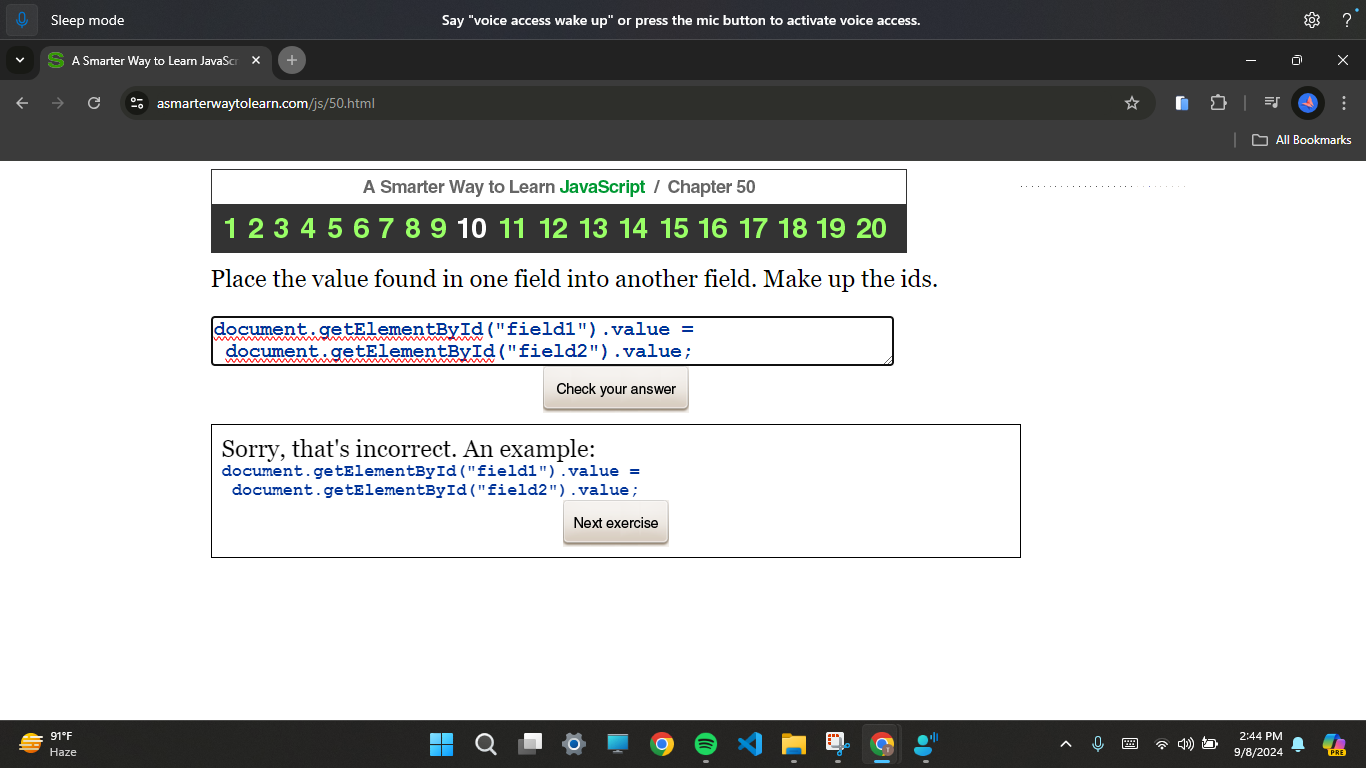 Sleep mode
Say "voice access wake up" or press the mic button to activate voice access.
A Smarter Way to Learn JavaSc
asmarterwaytolearn.com/js/50.html
All Bookmarks
A Smarter Way to Learn JavaScript / Chapter 50
1 2 3 4 5 6 7 8 9 10 11 12 13 14 15 16 17 18 19 20
Place the value found in one field into another field. Make up the ids.
document.getElementById("field1").value =
document.getElementById("field2").value;
Check your answer
Sorry, that's incorrect. An example:
document.getElementById("field1").value =
document.getElementById("field2").value;
Next exercise
91°F
Haze
2:44 PM
9/8/2024
PRE